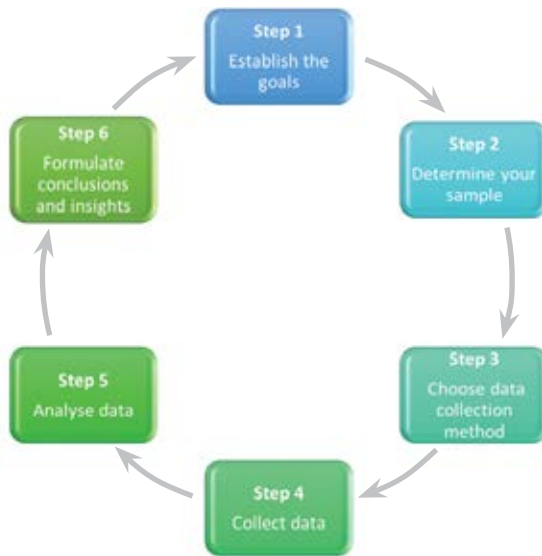 Step 1
Establish the
goals
Step 2
Determine your
sample
Step 3
Choose data
collection
method
Step 4
Collect data
Step 5
Analyse data
Step 6
Formulate
conclusions
and insights